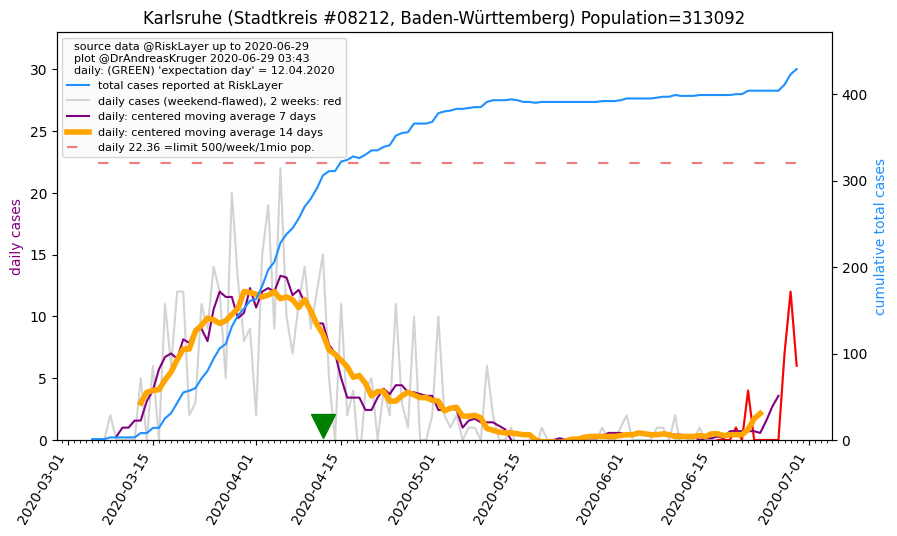 Karlsruhe (Stadtkreis #08212, Baden-Württemberg) Population=313092
source data @RiskLayer up to 2020-06-29
plot @DrAndreasKruger 2020-06-29 03:43
daily: (GREEN) 'expectation day' = 12.04.2020
total cases reported at RiskLayer
daily cases (weekend-flawed), 2 weeks: red
daily: centered moving average 7 days
daily: centered moving average 14 days
daily 22.36 =limit 500/week/1mio pop.
daily cases
30
25
20
15
10
5
0
cumulative total cases
400
300
200
100
0
2020-03-01
2020-03-15
2020-04-01
2020-04-15
2020-05-01
2020-05-15
2020-06-01
2020-06-15
2020-07-01